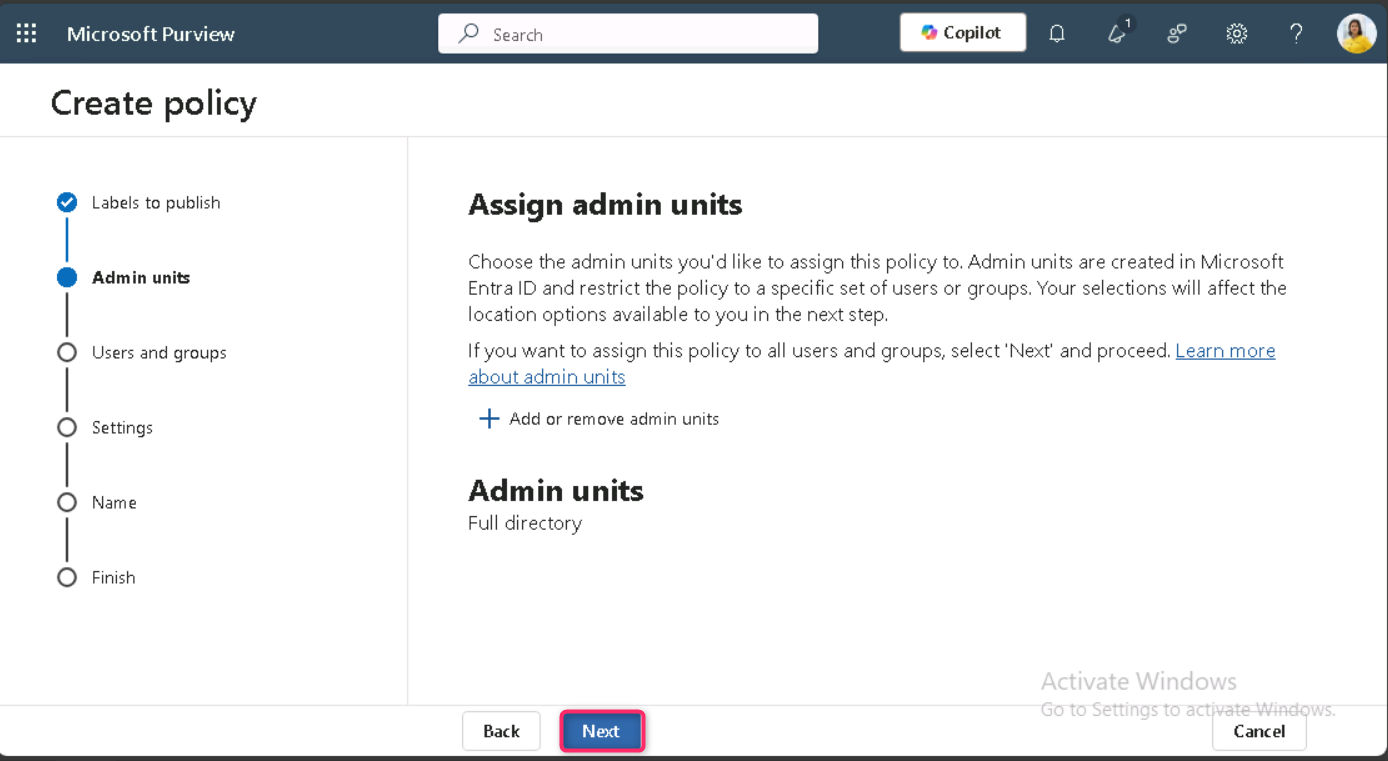 Microsoft Purview
Search
Copilot
1
Create policy
Labels to publish
Admin units
Users and groups
Settings
Name
Finish
Assign admin units
Choose the admin units you'd like to assign this policy to. Admin units are created in Microsoft
Entra ID and restrict the policy to a specific set of users or groups. Your selections will affect the
location options available to you in the next step.
If you want to assign this policy to all users and groups, select 'Next' and proceed. Learn more
about admin units
Add or remove admin units
Admin units
Full directory
Activate Windows
Go to Settings to activate Windows.
Back
Next
Cancel